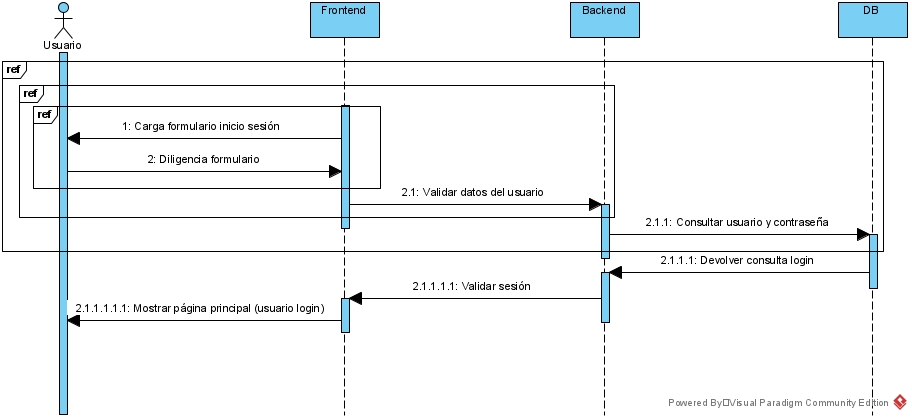 Usuario
Frontend
Backend
DB
ref
ref
ref
1: Carga formulario inicio sesión
2: Diligencia formulario
2.1: Validar datos del usuario
2.1.1: Consultar usuario y contraseña
2.1.1.1: Devolver consulta login
2.1.1.1.1: Validar sesión
2.1.1.1.1.1: Mostrar página principal (usuario login)
Powered By□Visual Paradigm Community Edition